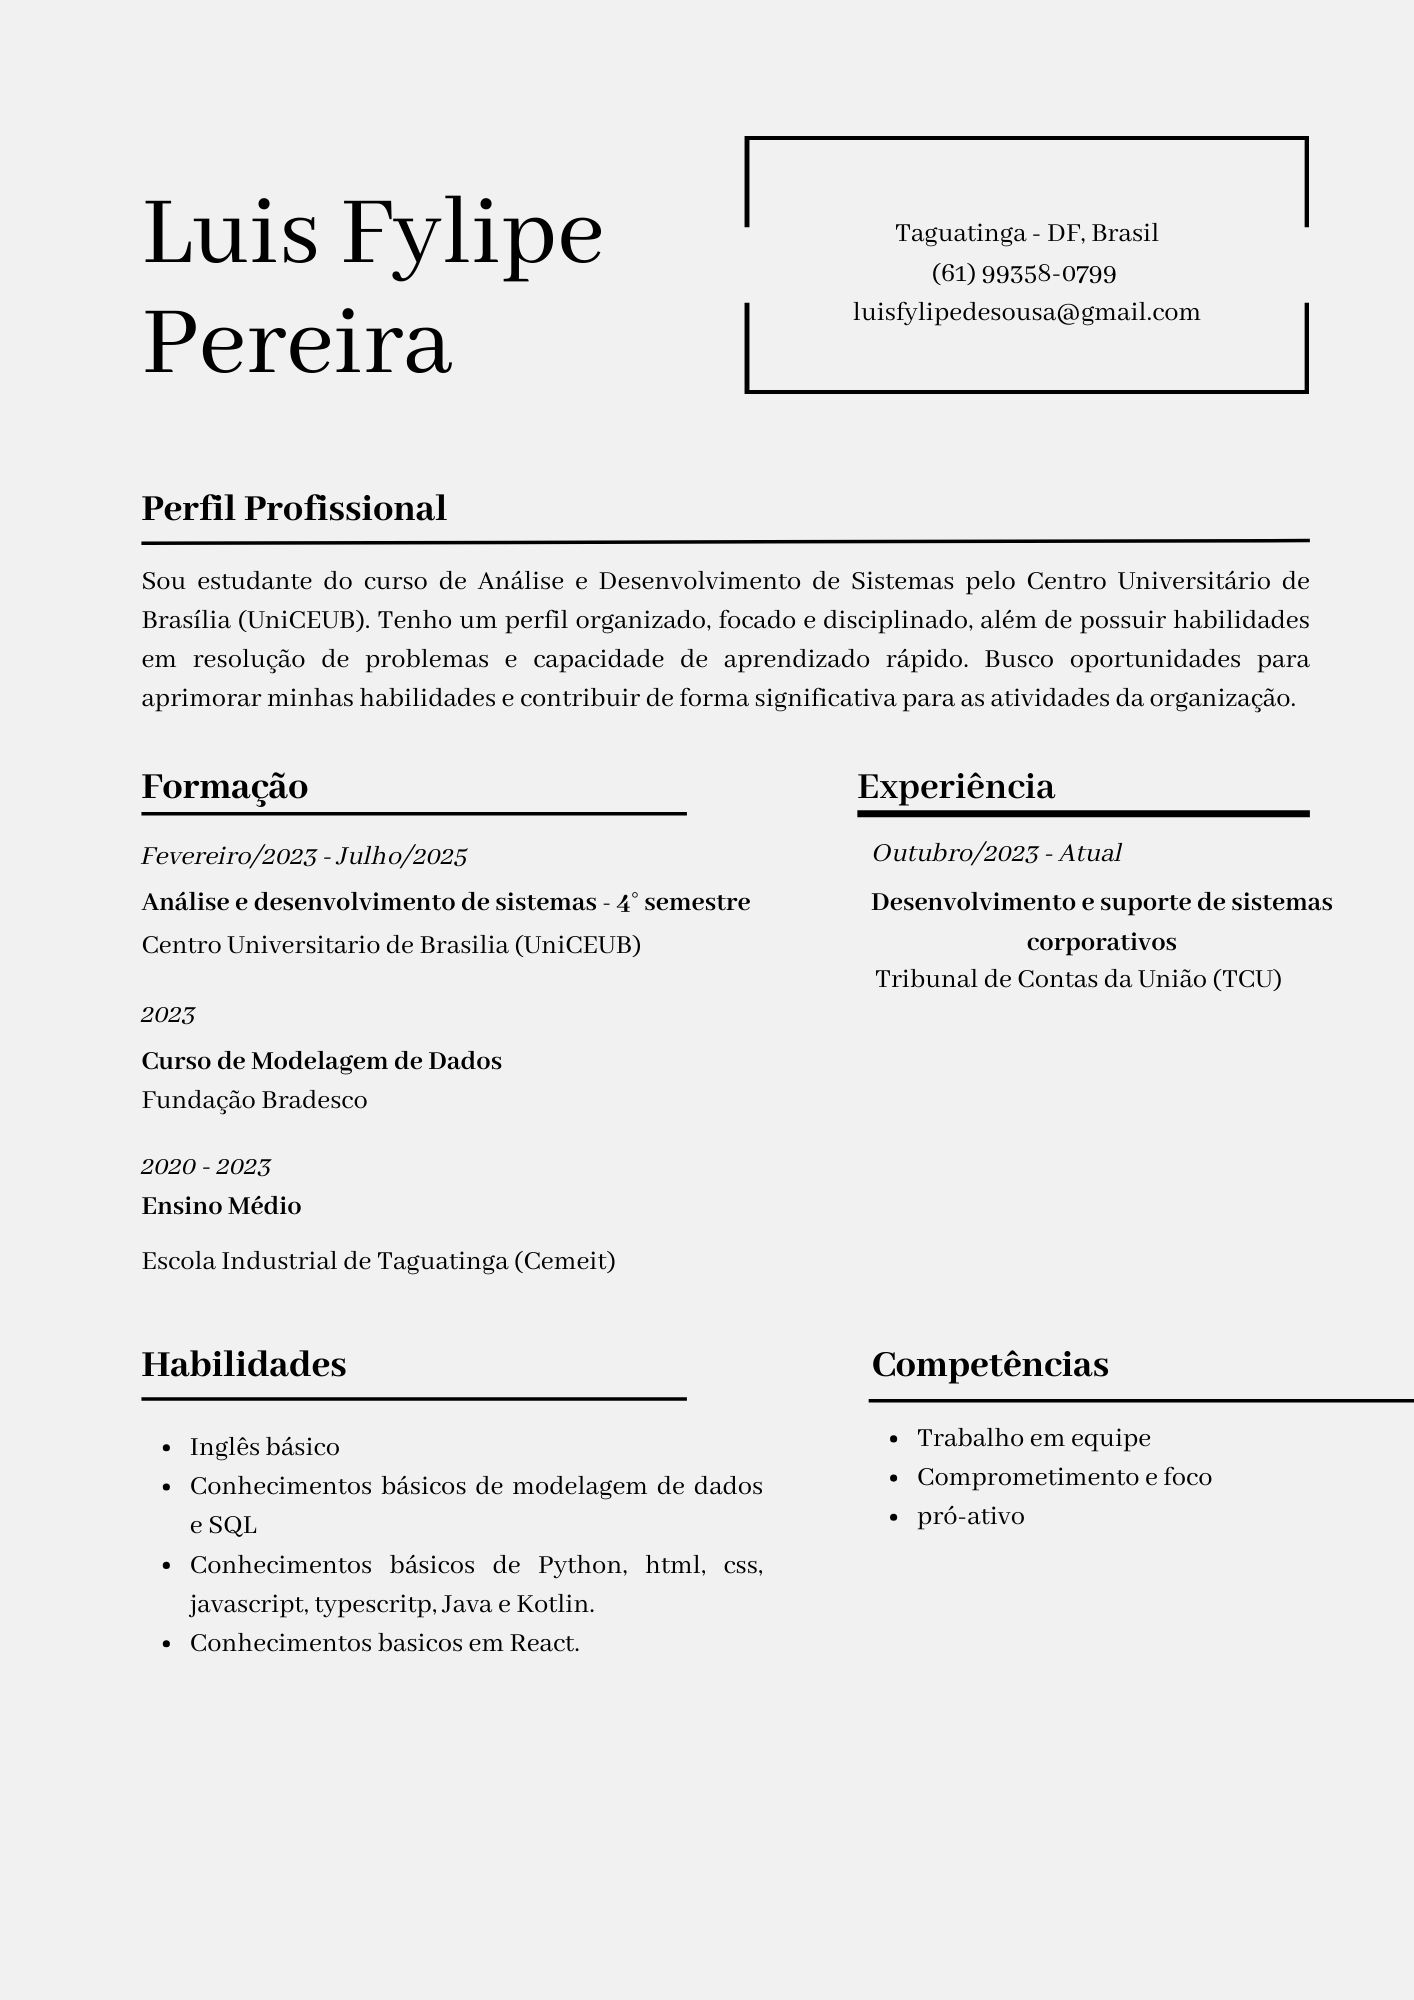 Luis Fylipe
Pereira
Taguatinga - DF, Brasil
(61) 99358-0799
luisfylipedesousa@gmail.com
Perfil Profissional
Sou estudante do curso de Análise e Desenvolvimento de Sistemas pelo Centro Universitário de
Brasília (UniCEUB). Tenho um perfil organizado, focado e disciplinado, além de possuir habilidades
em resolução de problemas e capacidade de aprendizado rápido. Busco oportunidades para
aprimorar minhas habilidades e contribuir de forma significativa para as atividades da organização.
Formação
Fevereiro/2023 - Julho/2025
Análise e desenvolvimento de sistemas - 4° semestre
Centro Universitario de Brasilia (UniCEUB)
2023
Curso de Modelagem de Dados
Fundação Bradesco
2020 - 2023
Ensino Médio
Escola Industrial de Taguatinga (Cemeit)
Experiência
Outubro/2023 - Atual
Desenvolvimento e suporte de sistemas
corporativos
Tribunal de Contas da União (TCU)
Habilidades
• Inglês básico
• Conhecimentos básicos de modelagem de dados
e SQL
• Conhecimentos básicos de Python, html, css,
javascript, typescritp, Java e Kotlin.
• Conhecimentos basicos em React.
Competências
• Trabalho em equipe
• Comprometimento e foco
• pró-ativo